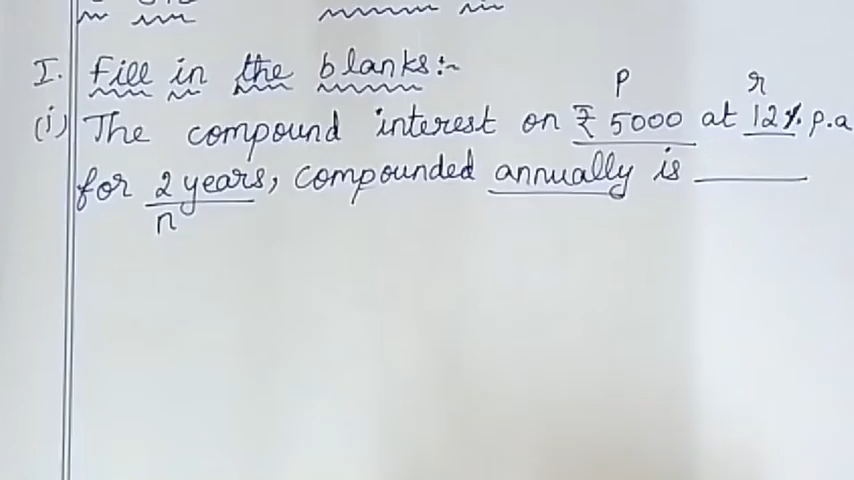 I. Fill in the blanks:-
P r
(i) The compound interest on ₹ 5000 at 12% p.a
for 2 years, compounded annually is ______
n